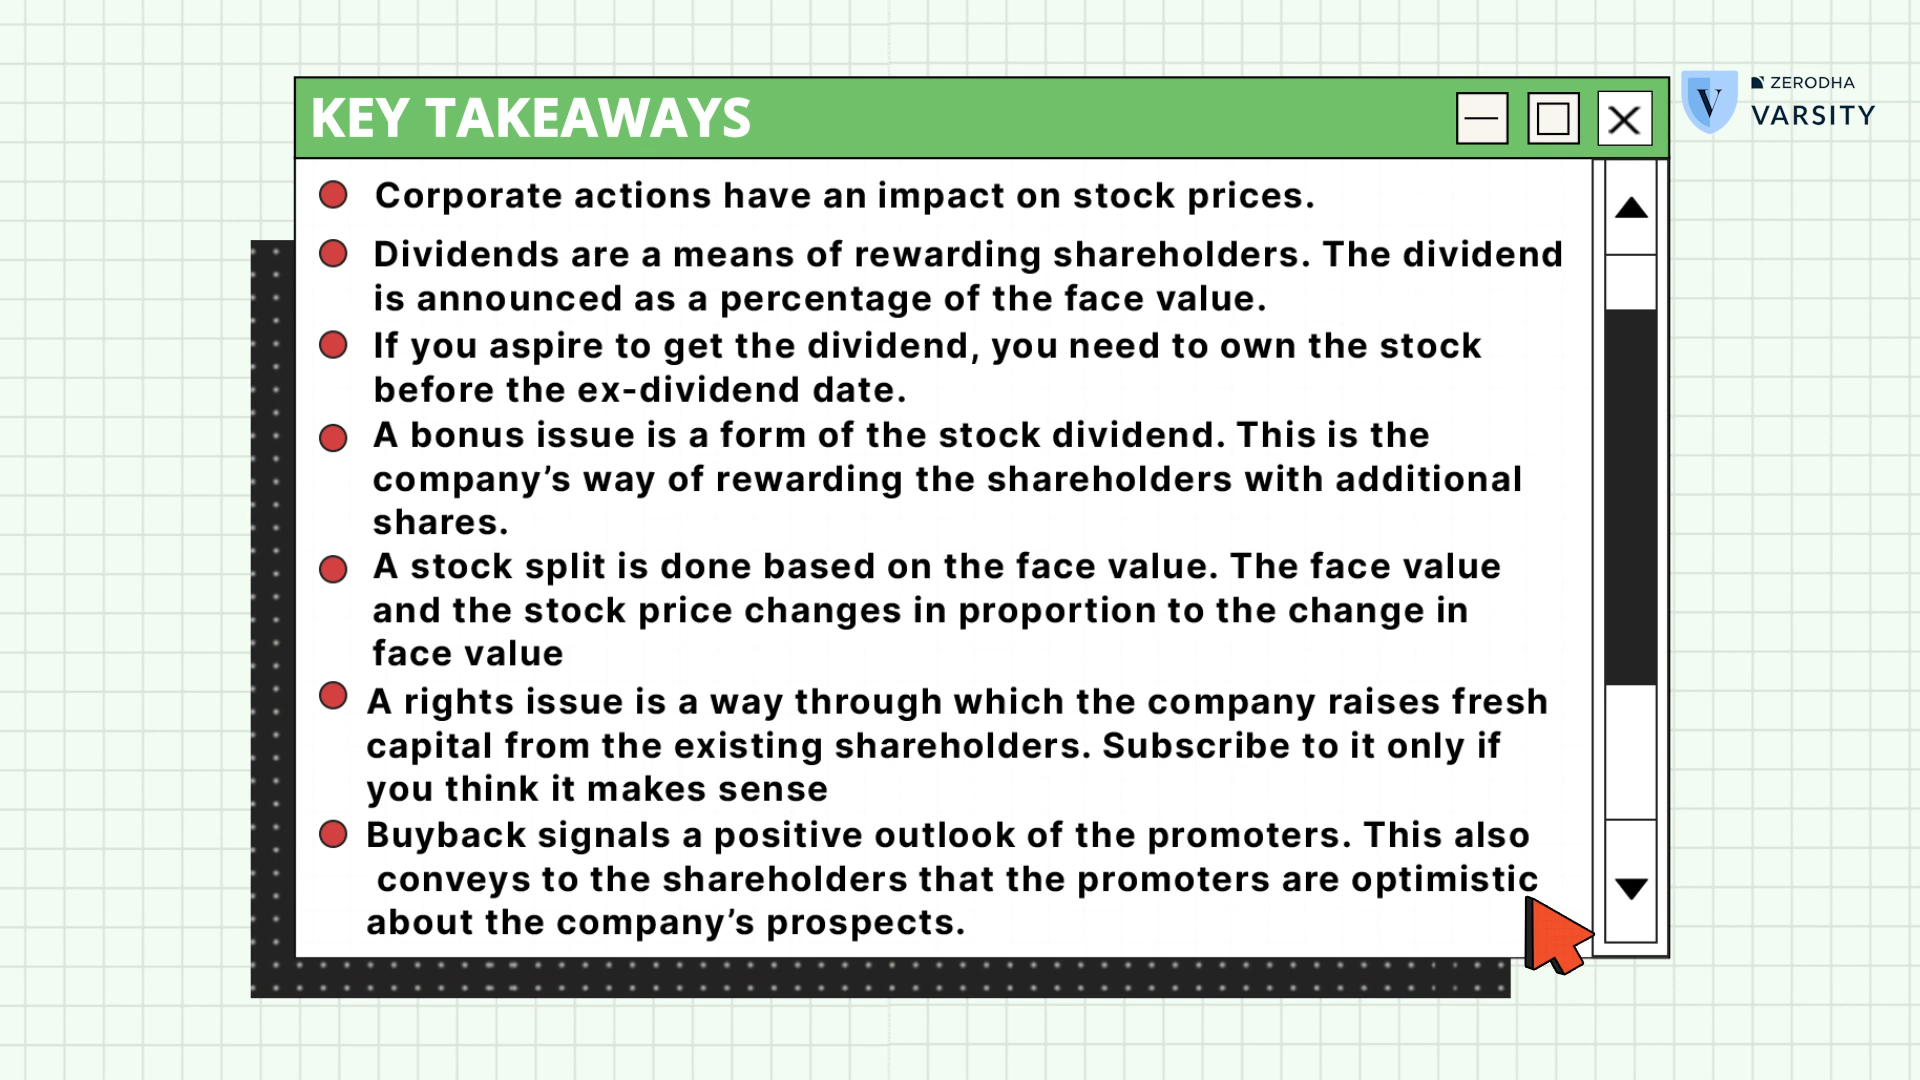 KEY TAKEAWAYS
ZERODHA
VARSITY
Corporate actions have an impact on stock prices.
Dividends are a means of rewarding shareholders. The dividend
is announced as a percentage of the face value.
If you aspire to get the dividend, you need to own the stock
before the ex-dividend date.
A bonus issue is a form of the stock dividend. This is the
company’s way of rewarding the shareholders with additional
shares.
A stock split is done based on the face value. The face value
and the stock price changes in proportion to the change in
face value
A rights issue is a way through which the company raises fresh
capital from the existing shareholders. Subscribe to it only if
you think it makes sense
Buyback signals a positive outlook of the promoters. This also
conveys to the shareholders that the promoters are optimistic
about the company’s prospects.